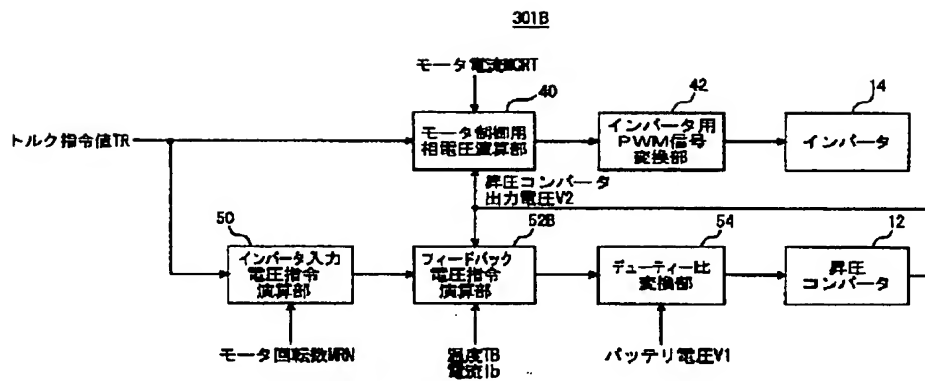 301B
モータ電流MCRT
40
42
14
トルク指令値TR
モータ制御用
相電圧演算部
インバータ用
PWM信号
変換部
インバータ
昇圧コンバータ
出力電圧V2
50
52B
54
12
インバータ入力
電圧指令
演算部
フィードバック
電圧指令
演算部
デューティー比
変換部
昇圧
コンバータ
モータ回転数MRN
温度TB
電流Ib
バッテリ電圧V1